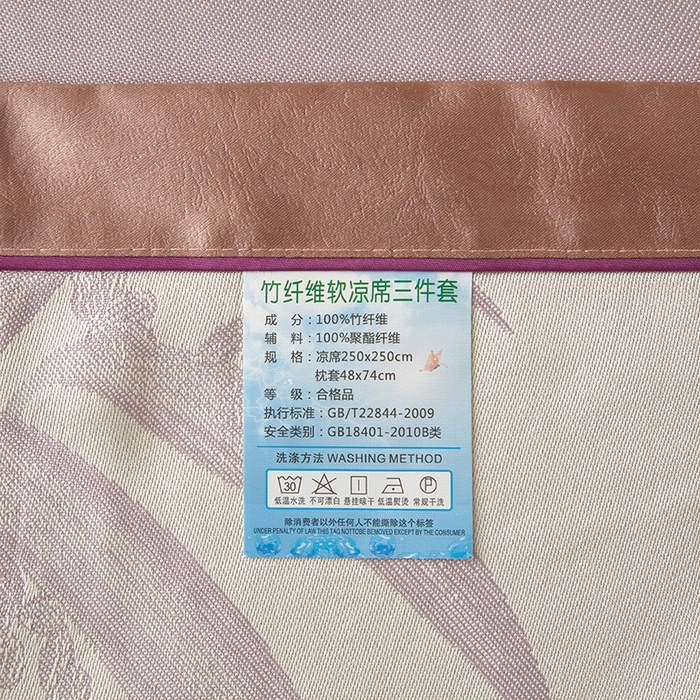 竹纤维软凉席三件套
成 分：100%竹纤维
辅 料：100%聚酯纤维
规 格：凉席250x250cm
枕套48x74cm
等 级：合格品
执行标准：GB/T22844-2009
安全类别：GB18401-2010B类
洗涤方法 WASHING METHOD
30
低温水洗 不可漂白 悬挂晾干 低温熨烫 常规干洗
除消费者以外任何人不能撕除这个标签
UNDER PENALTY OF LAW THIS TAG NOTTOBE BEMOVED EXCEPT BY THE CONSUMER